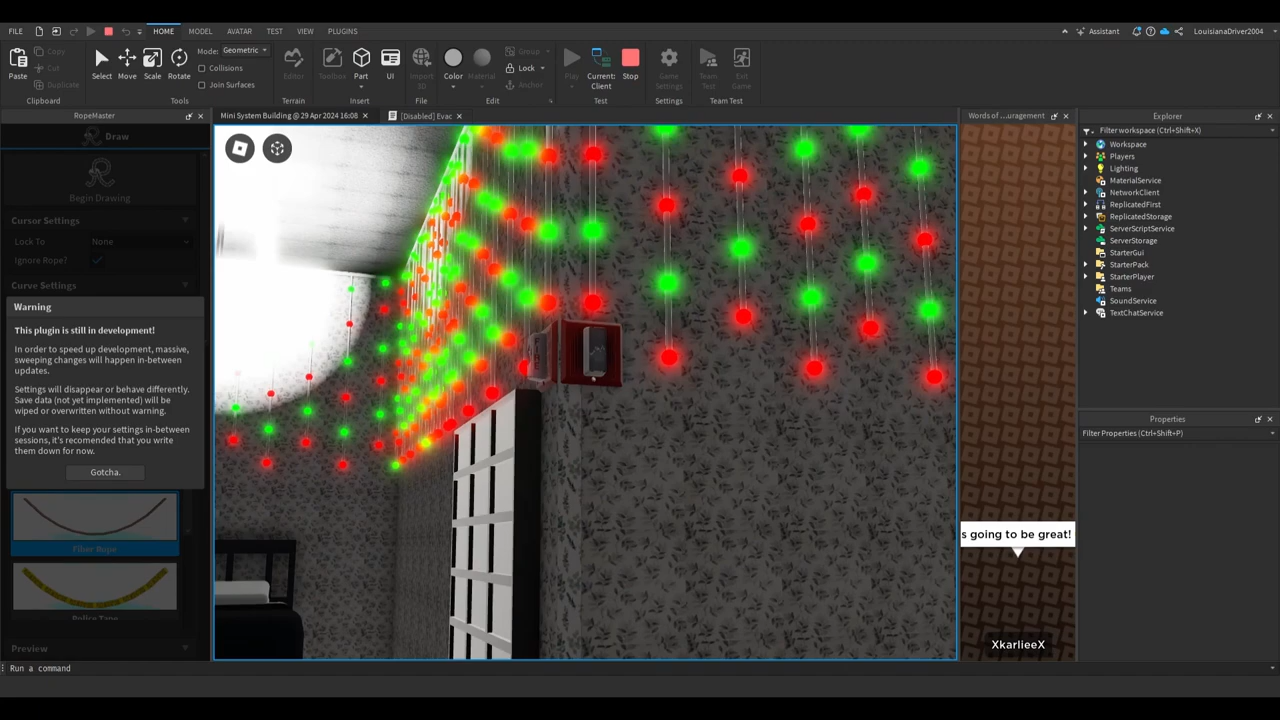 FILE
HOME
MODEL
AVATAR
TEST
VIEW
PLUGINS
Assistant
LouisianaDriver2004
Paste
Copy
Cut
Duplicate
Select
Move
Scale
Rotate
Mode:
Geometric
Collisions
Join Surfaces
Editor
Toolbox
Part
UI
Import
3D
Color
Material
Group
Lock
Anchor
Play
Current:
Client
Stop
Game
Settings
Team
Test
Exit
Game
Clipboard
Tools
Terrain
Insert
File
Edit
Test
Settings
Team Test
RopeMaster
Mini System Building @ 29 Apr 2024 16:08
[Disabled] Evac
Words of ...uragement
Explorer
Draw
Begin Drawing
Cursor Settings
Lock To
None
Ignore Rope?
Curve Settings
Warning
This plugin is still in development!
In order to speed up development, massive,
sweeping changes will happen in-between
updates.
Settings will disappear or behave differently.
Save data (not yet implemented) will be
wiped or overwritten without warning.
If you want to keep your settings in-between
sessions, it's recomended that you write
them down for now.
Gotcha.
Fiber Rope
Police Tape
Preview
s going to be great!
XkarlieeX
Filter workspace (Ctrl+Shift+X)
Workspace
Players
Lighting
MaterialService
NetworkClient
ReplicatedFirst
ReplicatedStorage
ServerScriptService
ServerStorage
StarterGui
StarterPack
StarterPlayer
Teams
SoundService
TextChatService
Properties
Filter Properties (Ctrl+Shift+P)
Run a command